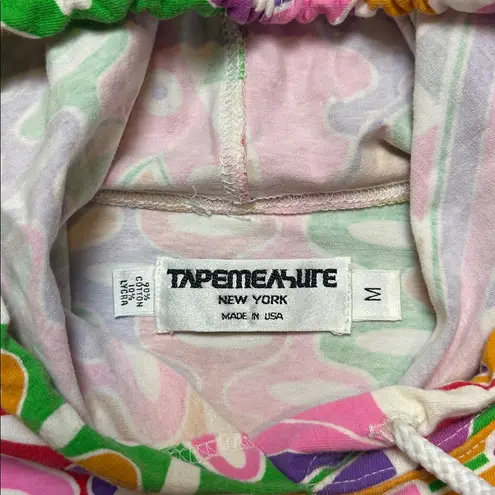 90%
COTTON
10%
LYCRA
TAPEMEASURE
NEW YORK
MADE IN USA
M